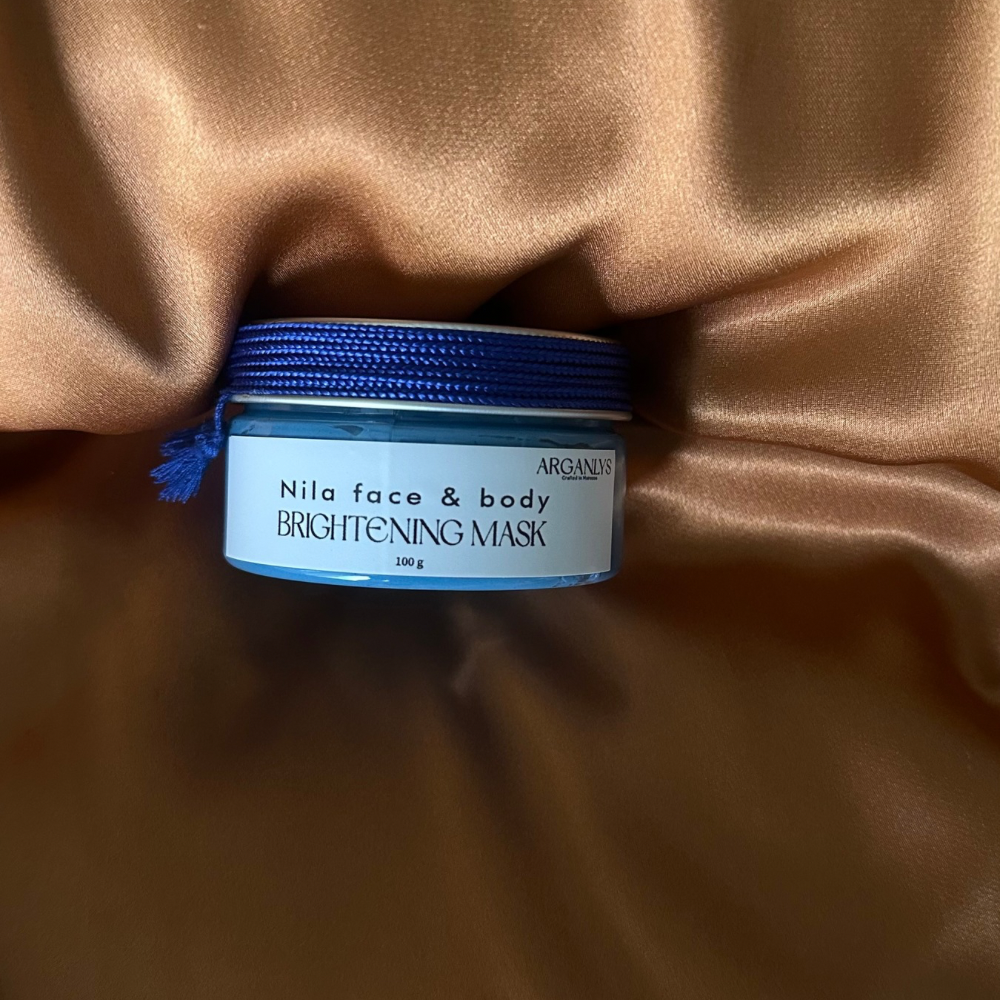 ARGANLYS
Crafted in Morocco
Nila face & body
BRIGHTENING MASK
100 g